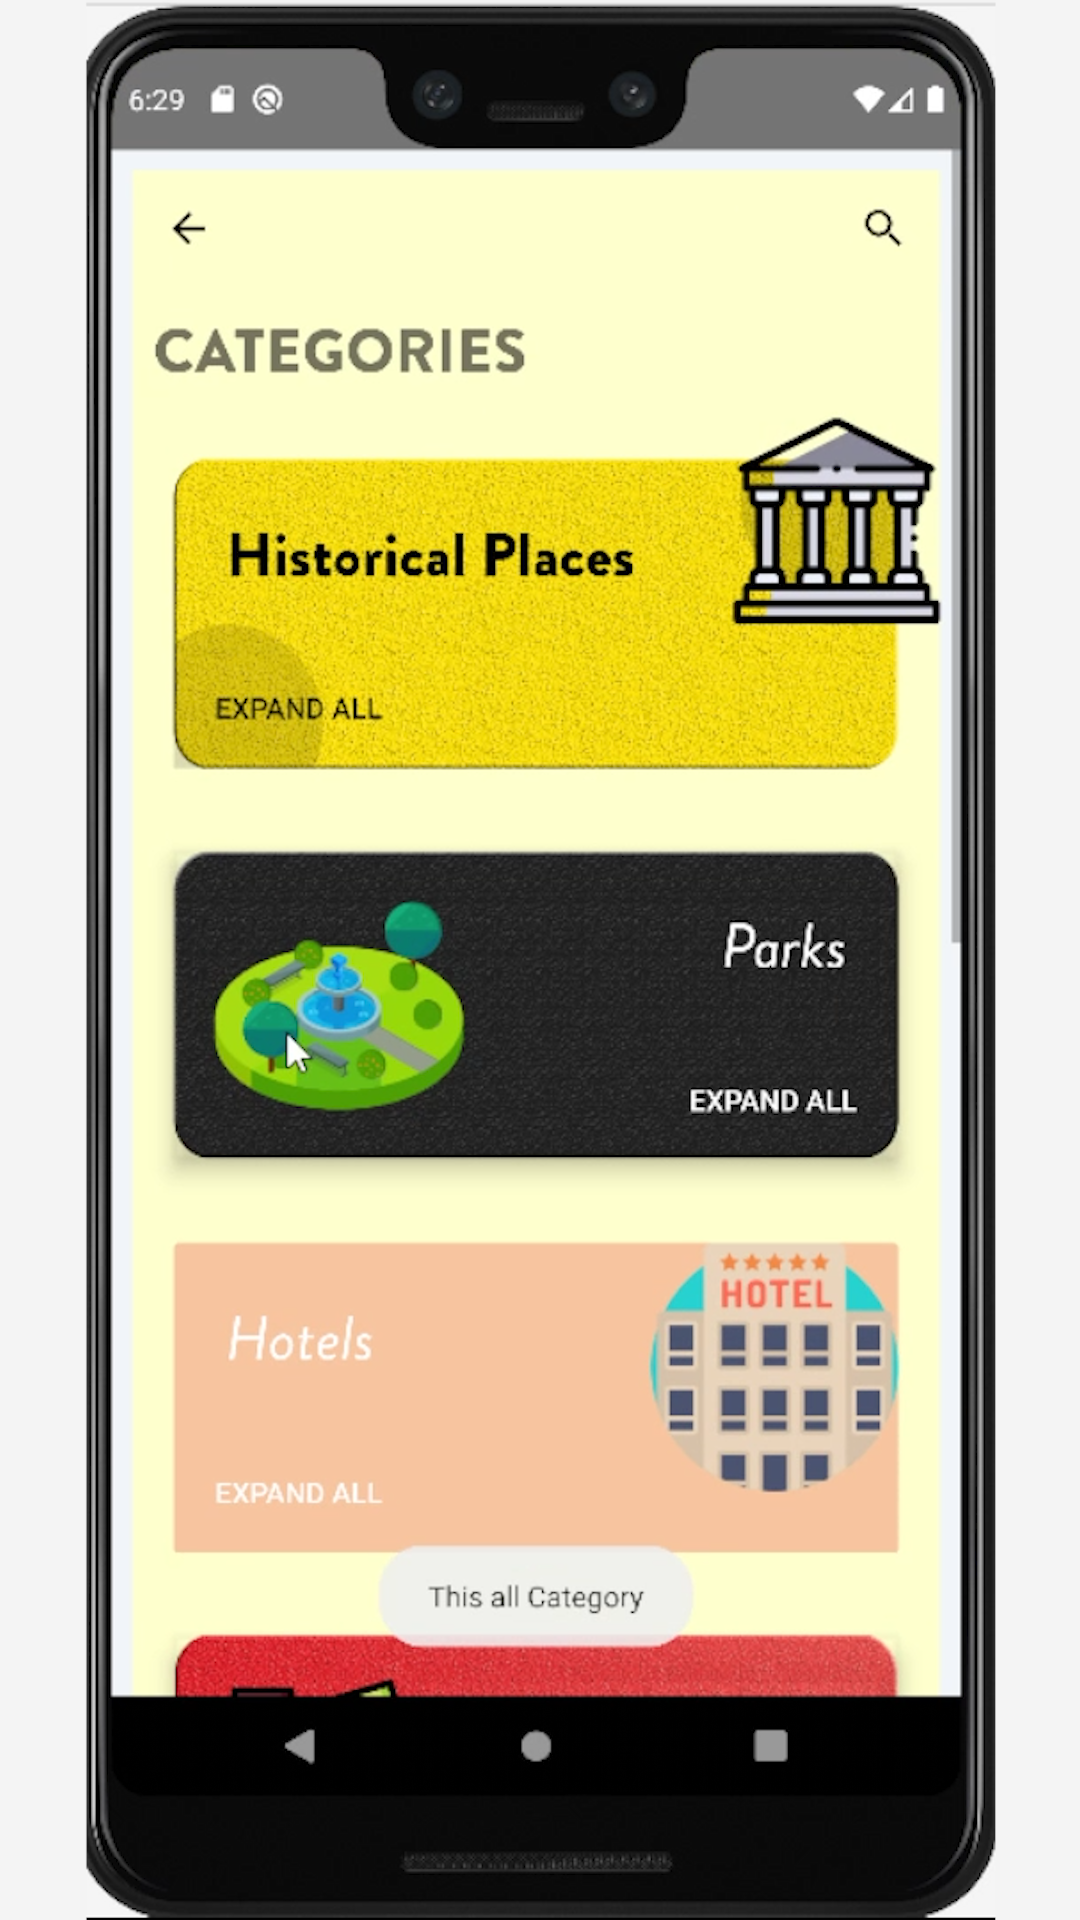 6:29
CATEGORIES
Historical Places
EXPAND ALL
Parks
EXPAND ALL
HOTEL
Hotels
EXPAND ALL
This all Category